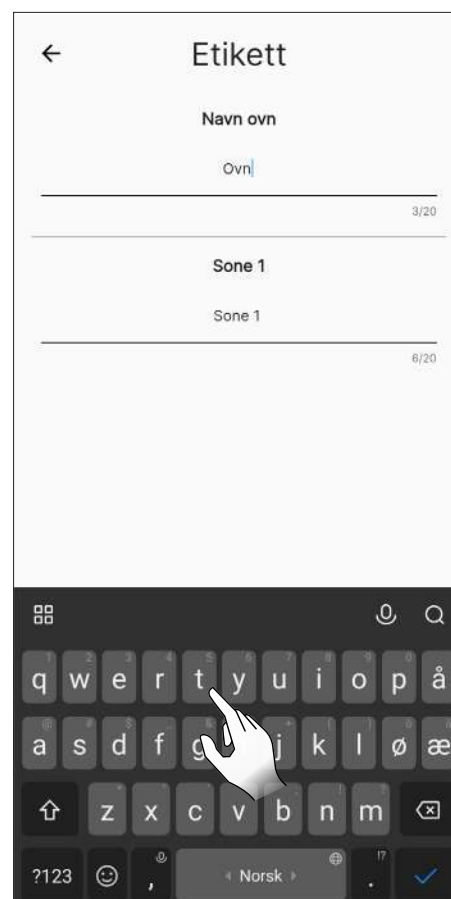 Etikett
Navn ovn
Ovn
3/20
Sone 1
Sone 1
6/20
q w e r t y u i o p å
a s d f g j k l ø æ
z x c v b n m
?123 , Norsk .